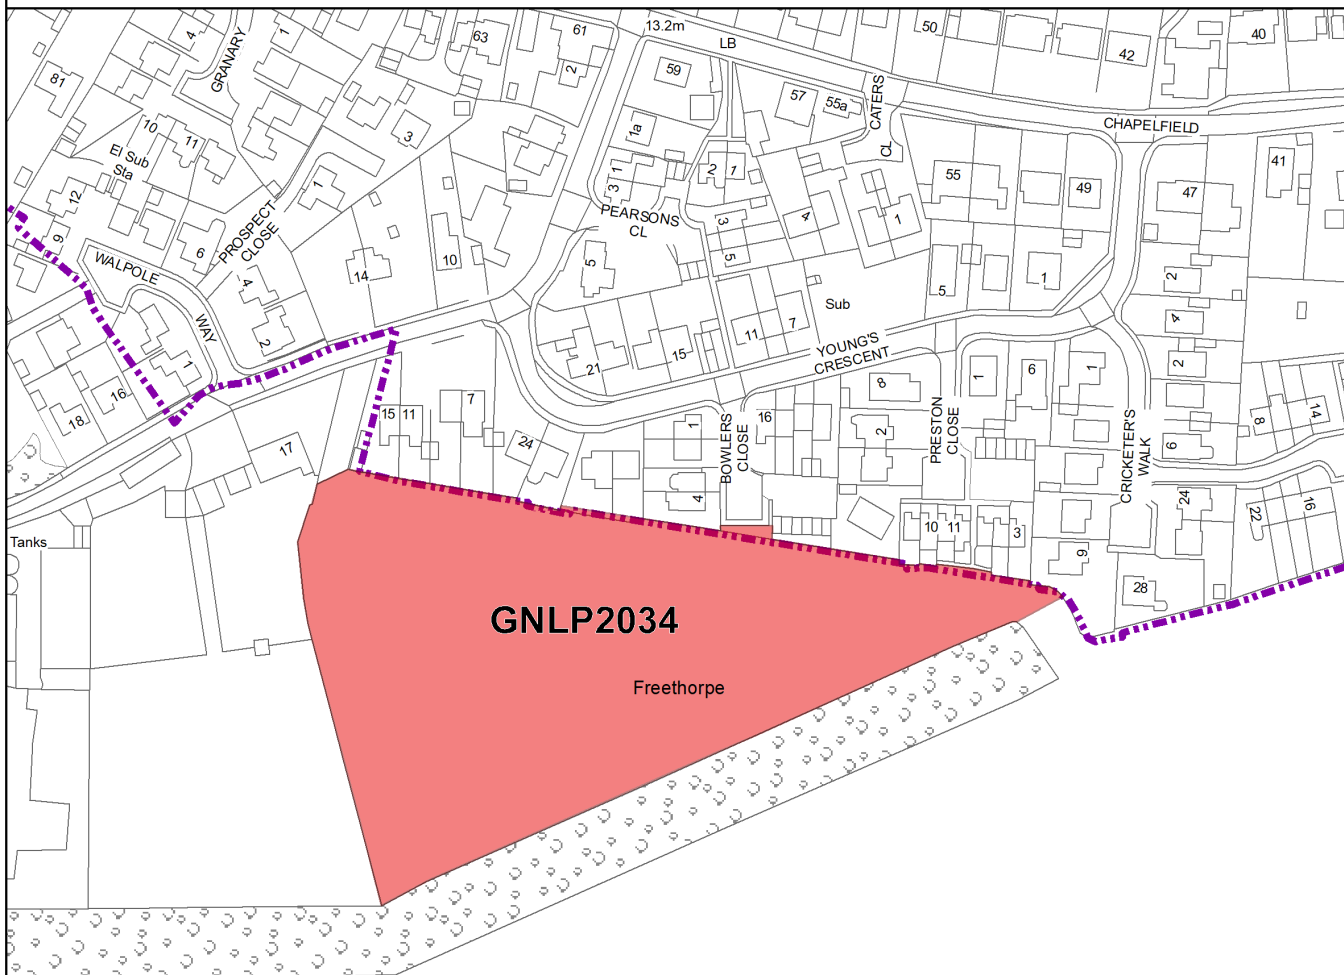 13.2m
LB
61
63
4
1
GRANARY
81
2
59
57
55a
CATERS
CL
50
42
40
CHAPELFIELD
10
11
El Sub
Sta
3
1a
12
1
1
3
2
1
PEARSONS
CL
3
5
4
1
55
49
47
41
9
6
PROSPECT
CLOSE
WALPOLE
WAY
4
2
14
10
5
Sub
5
1
2
4
11
7
YOUNG'S
CRESCENT
21
15
1
16
18
15
11
7
24
17
1
BOWLERS
CLOSE
16
4
8
2
PRESTON
CLOSE
1
6
1
2
CRICKETER'S
WALK
6
8
14
24
22
16
10
11
3
9
28
Tanks
GNLP2034
Freethorpe